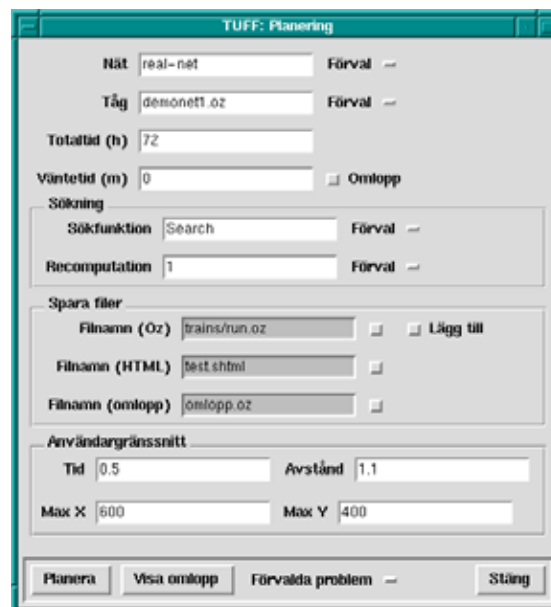 TUFF: Planering
Nät real-net Förval
Tåg demonet1.oz Förval
Totaltid (h) 72
Väntetid (m) 0 Omlopp
Sökning
Sökfunktion Search Förval
Recomputation 1 Förval
Spara filer
Filnamn (Oz) trains/run.oz Lägg till
Filnamn (HTML) test.shtml
Filnamn (omlopp) omlopp.oz
Användargränssnitt
Tid 0.5 Avstånd 1.1
Max X 600 Max Y 400
Planera Visa omlopp Förvalda problem Stäng